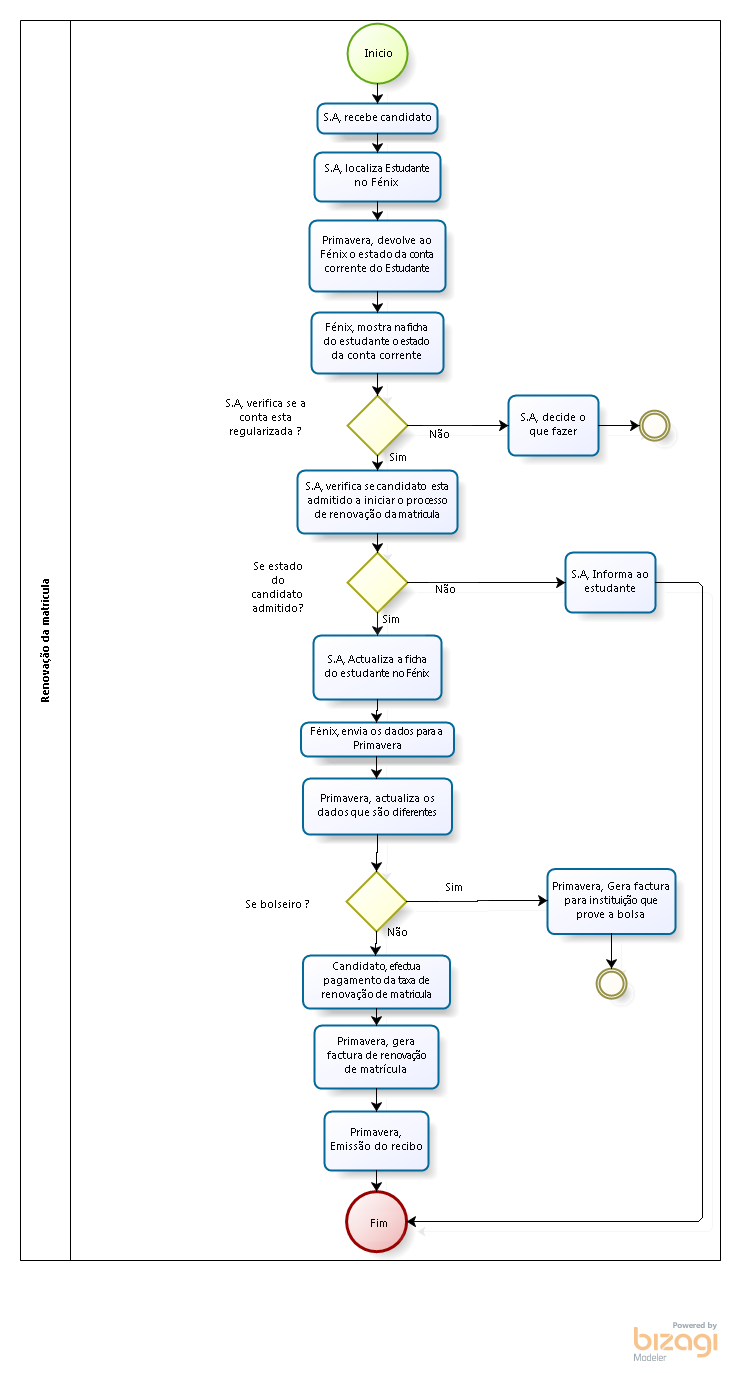 Inicio
S.A, recebe candidato
S.A, localiza Estudante
no Fénix
Primavera, devolve ao
Fénix o estado da conta
corrente do Estudante
Fénix, mostra na ficha
do estudante o estado
da conta corrente
S.A, verifica se a
conta esta
regularizada ?
Não
S.A, decide o
que fazer
Sim
S.A, verifica se candidato esta
admitido a iniciar o processo
de renovação da matricula
Se estado
do
candidato
admitido?
Não
S.A, Informa ao
estudante
Sim
S.A, Actualiza a ficha
do estudante no Fénix
Renovação da matrícula
Fénix, envia os dados para a
Primavera
Primavera, actualiza os
dados que são diferentes
Se bolseiro ?
Sim
Primavera, Gera factura
para instituição que
prove a bolsa
Não
Candidato, efectua
pagamento da taxa de
renovação de matricula
Primavera, gera
factura de renovação
de matrícula
Primavera,
Emissão do recibo
Fim
Powered by
bizagi
Modeler